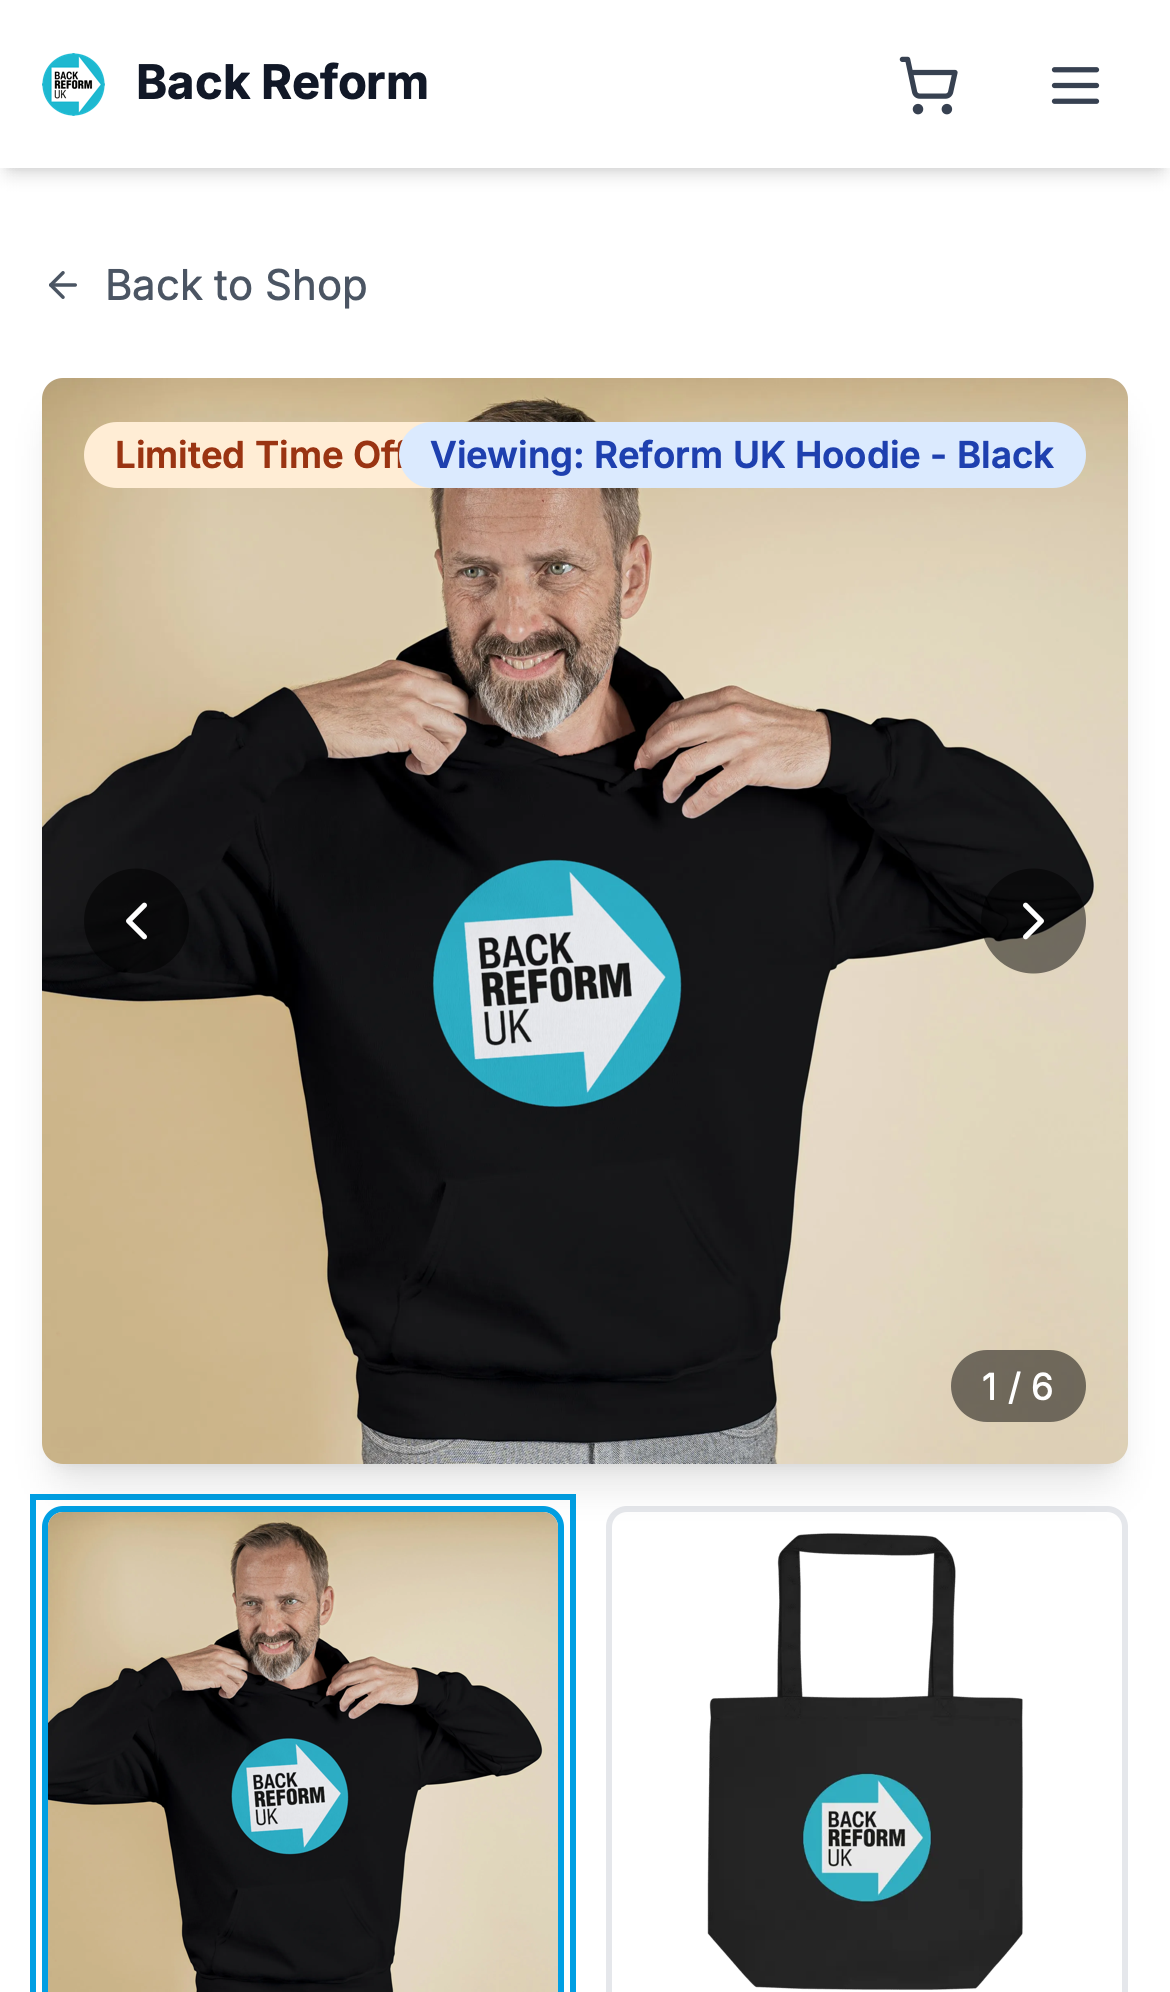 BACK
REFORM
UK
Back Reform
Back to Shop
Limited Time Off
Viewing: Reform UK Hoodie - Black
BACK
REFORM
UK
1 / 6
BACK
REFORM
UK
BACK
REFORM
UK